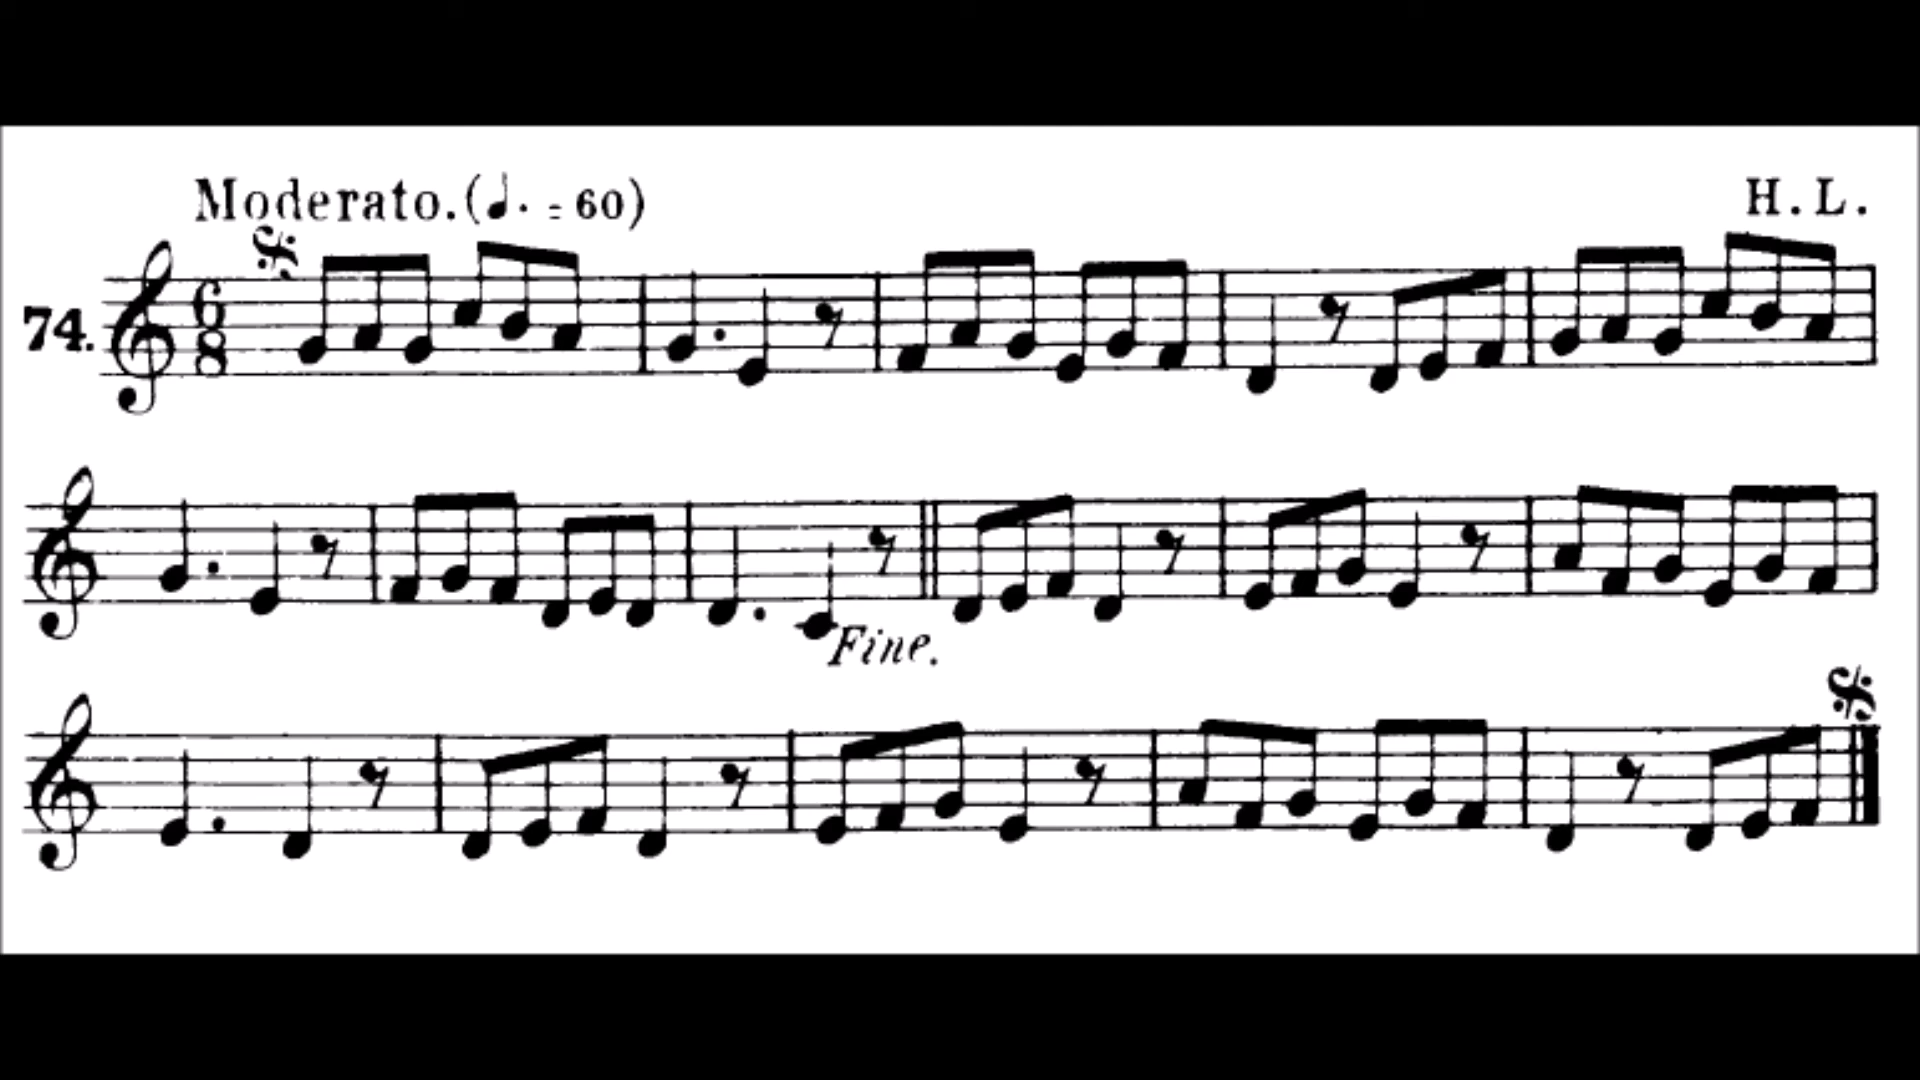 Moderato. (♩. = 60)
H. L.
74.
6
8
Fine.